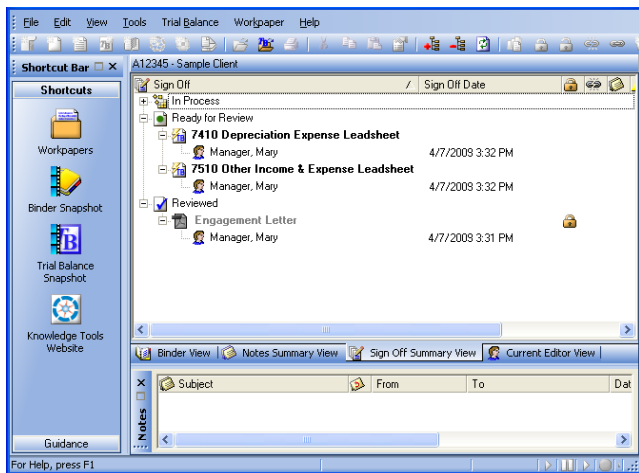 File Edit View Tools Trial Balance Workpaper Help
Shortcut Bar
A12345 - Sample Client
Shortcuts
Workpapers
Binder Snapshot
Trial Balance
Snapshot
Knowledge Tools
Website
Guidance
Sign Off / Sign Off Date
In Process
Ready for Review
7410 Depreciation Expense Leadsheet
Manager, Mary 4/7/2009 3:32 PM
7510 Other Income & Expense Leadsheet
Manager, Mary 4/7/2009 3:32 PM
Reviewed
Engagement Letter
Manager, Mary 4/7/2009 3:31 PM
Binder View Notes Summary View Sign Off Summary View Current Editor View
Notes
Subject From To Dat
For Help, press F1